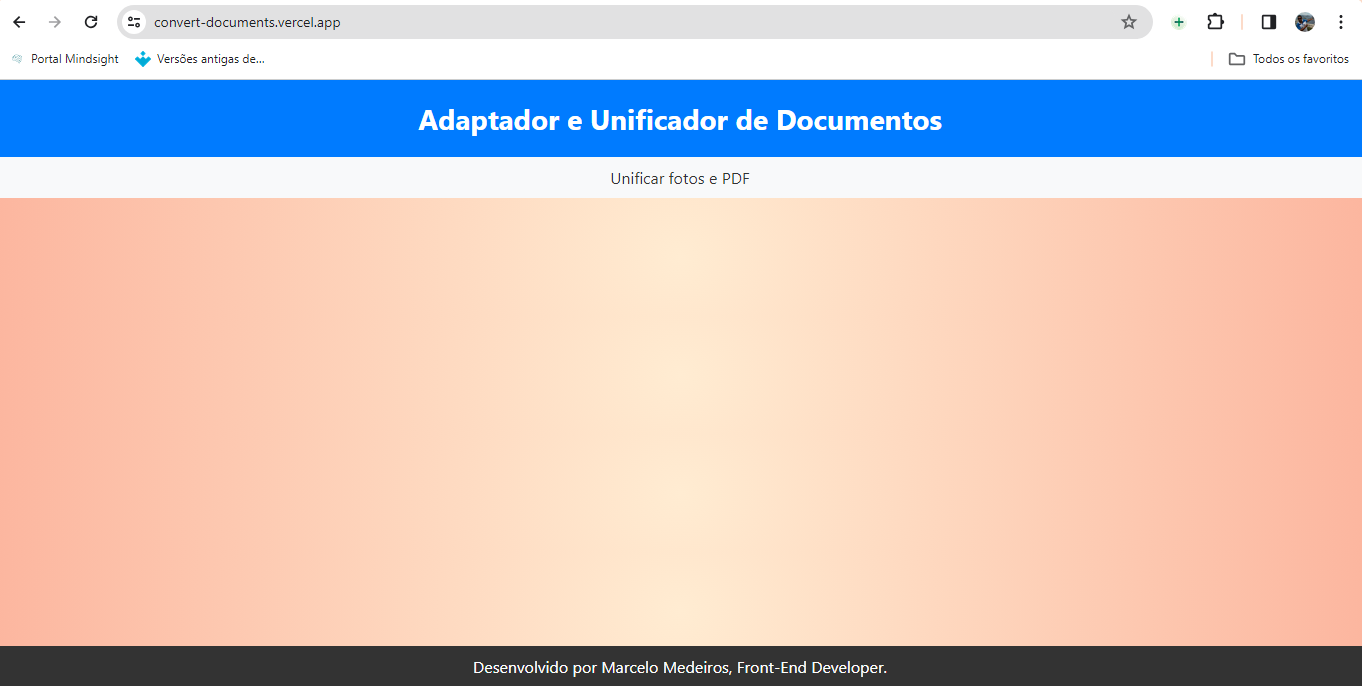 convert-documents.vercel.app
Portal Mindsight Versões antigas de... Todos os favoritos
Adaptador e Unificador de Documentos
Unificar fotos e PDF
Desenvolvido por Marcelo Medeiros, Front-End Developer.